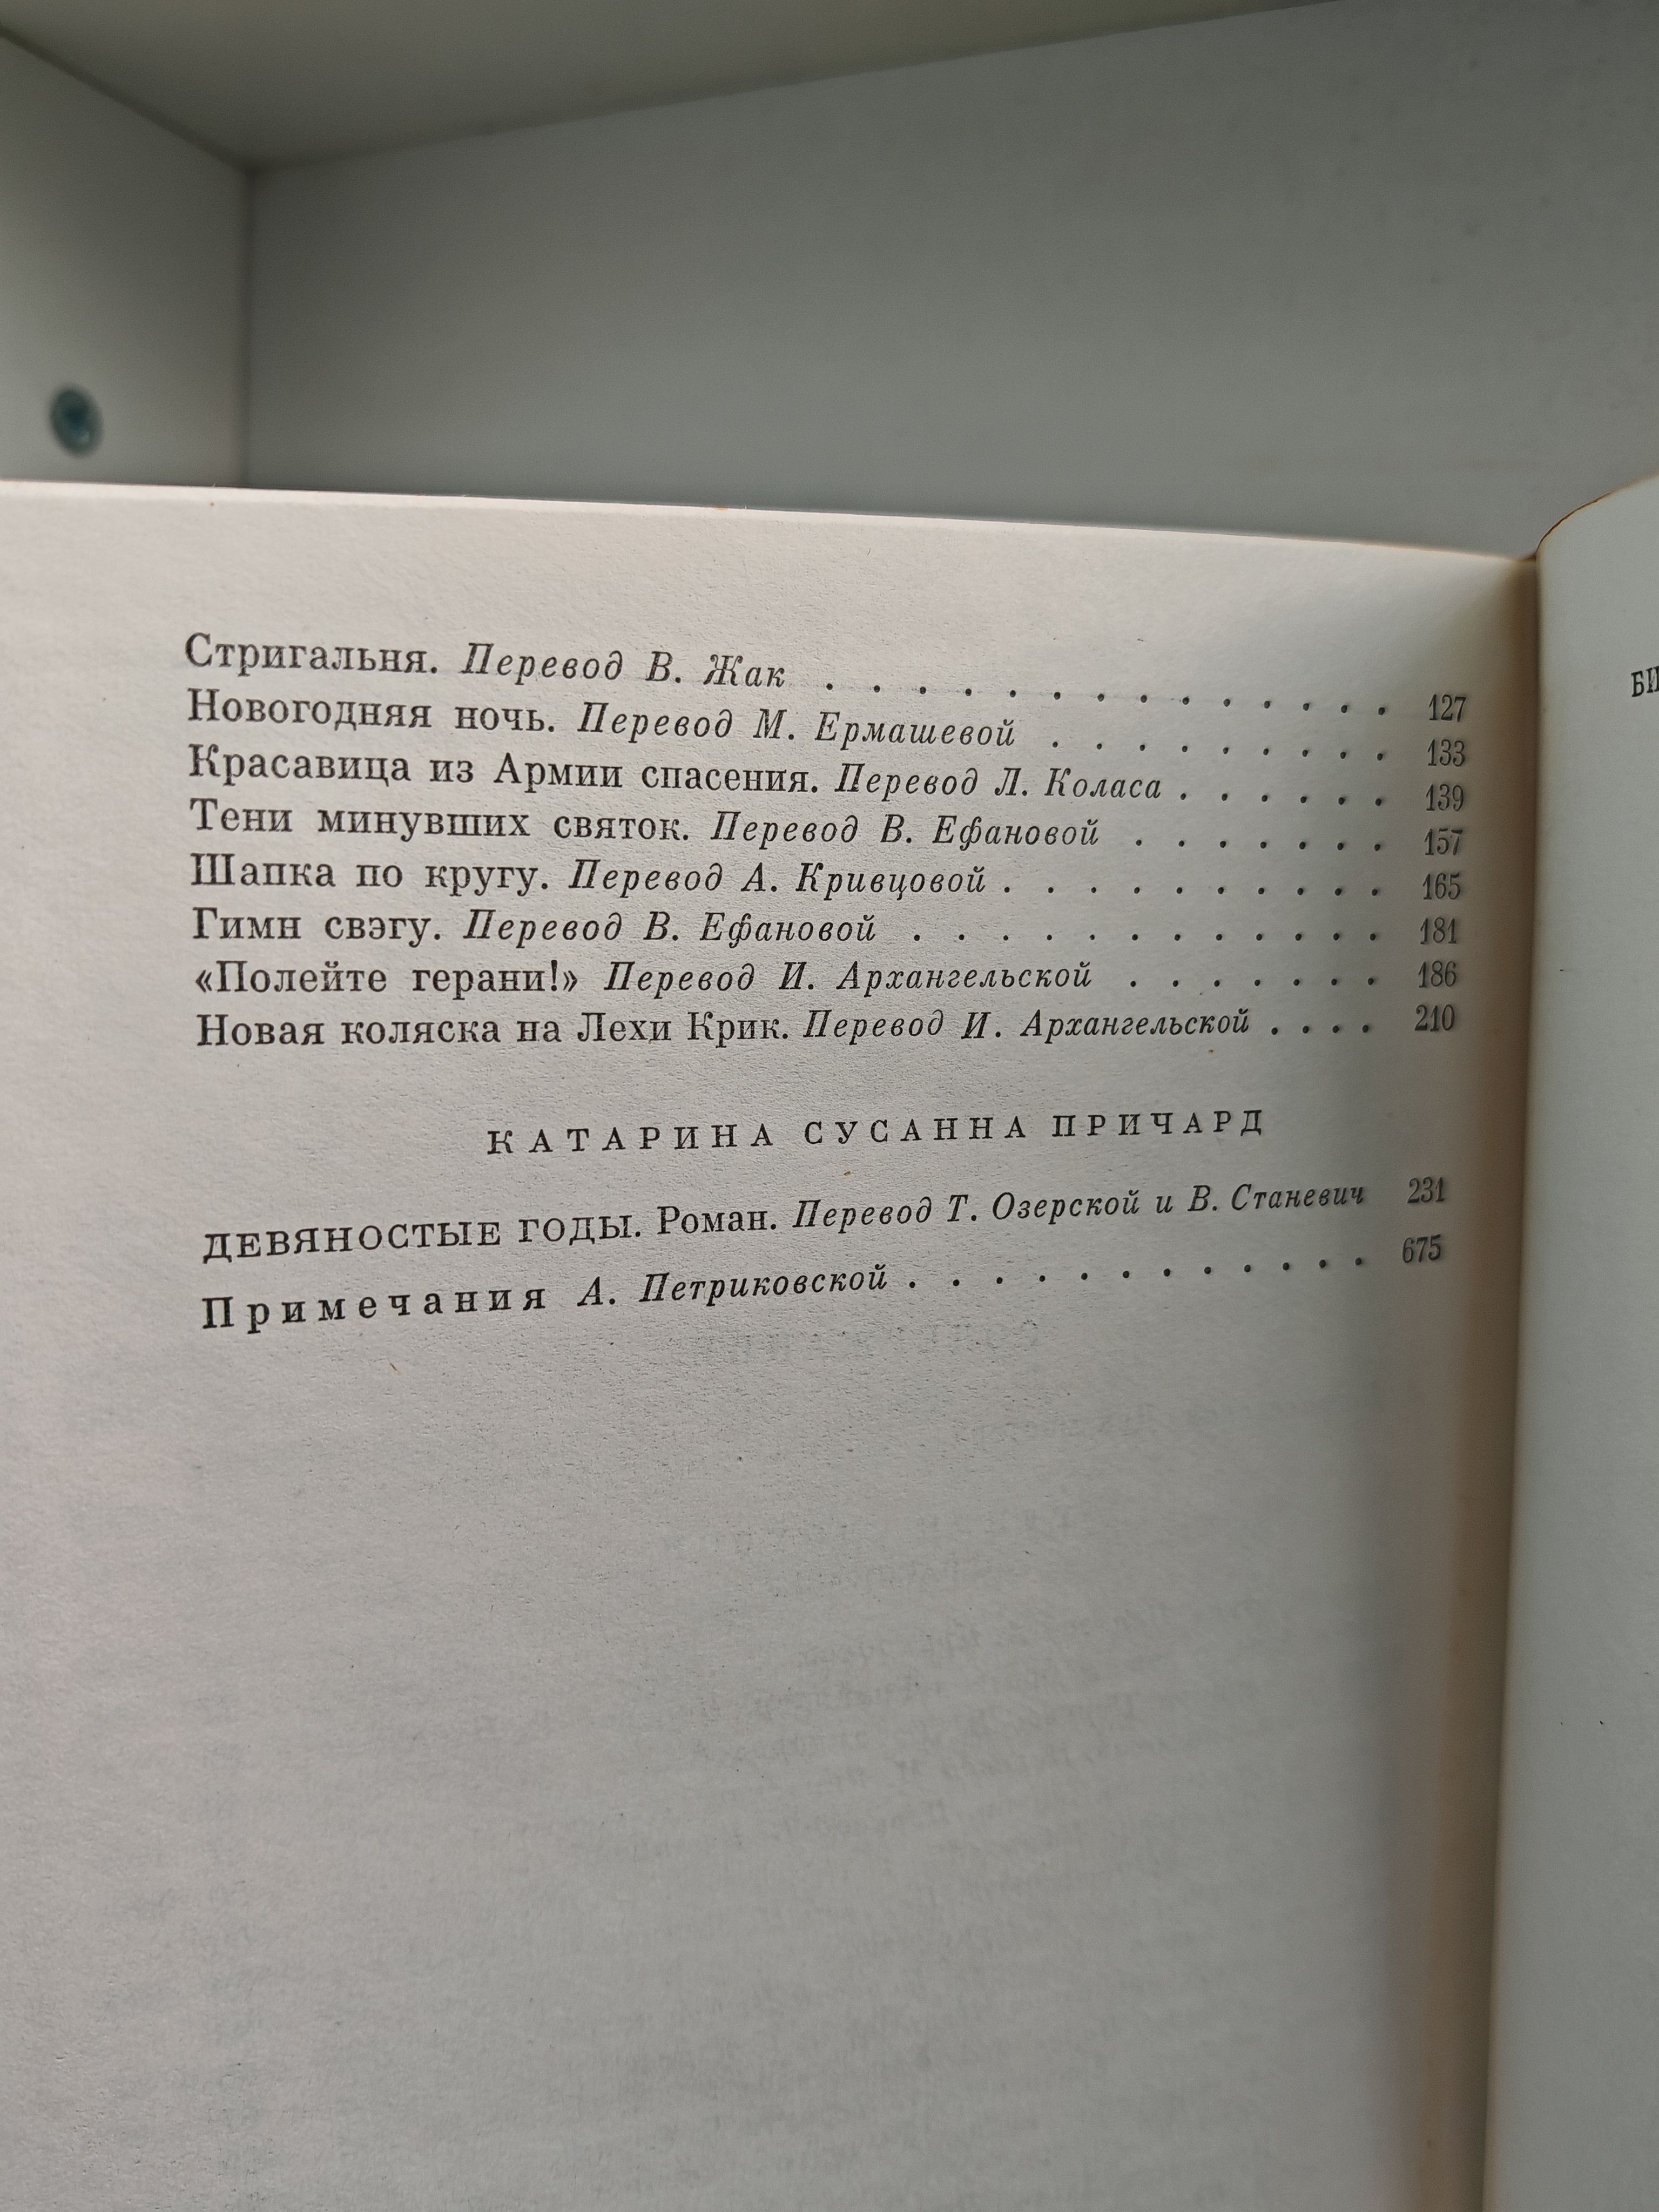 Стригальня. Перевод В. Жак . . . . . . . . . . . . . . 127
Новогодняя ночь. Перевод М. Ермашевой . . . . . . . . . 133
Красавица из Армии спасения. Перевод Л. Коласа . . . . . . 139
Тени минувших святок. Перевод В. Ефановой . . . . . . . 157
Шапка по кругу. Перевод А. Кривцовой . . . . . . . . . . 165
Гимн свэгу. Перевод В. Ефановой . . . . . . . . . . . . 181
«Полейте герани!» Перевод И. Архангельской . . . . . . . 186
Новая коляска на Лехи Крик. Перевод И. Архангельской . . . . 210
КАТАРИНА СУСАННА ПРИЧАРД
ДЕВЯНОСТЫЕ ГОДЫ. Роман. Перевод Т. Озерской и В. Станевич 231
Примечания А. Петриковской . . . . . . . . . . . . 675